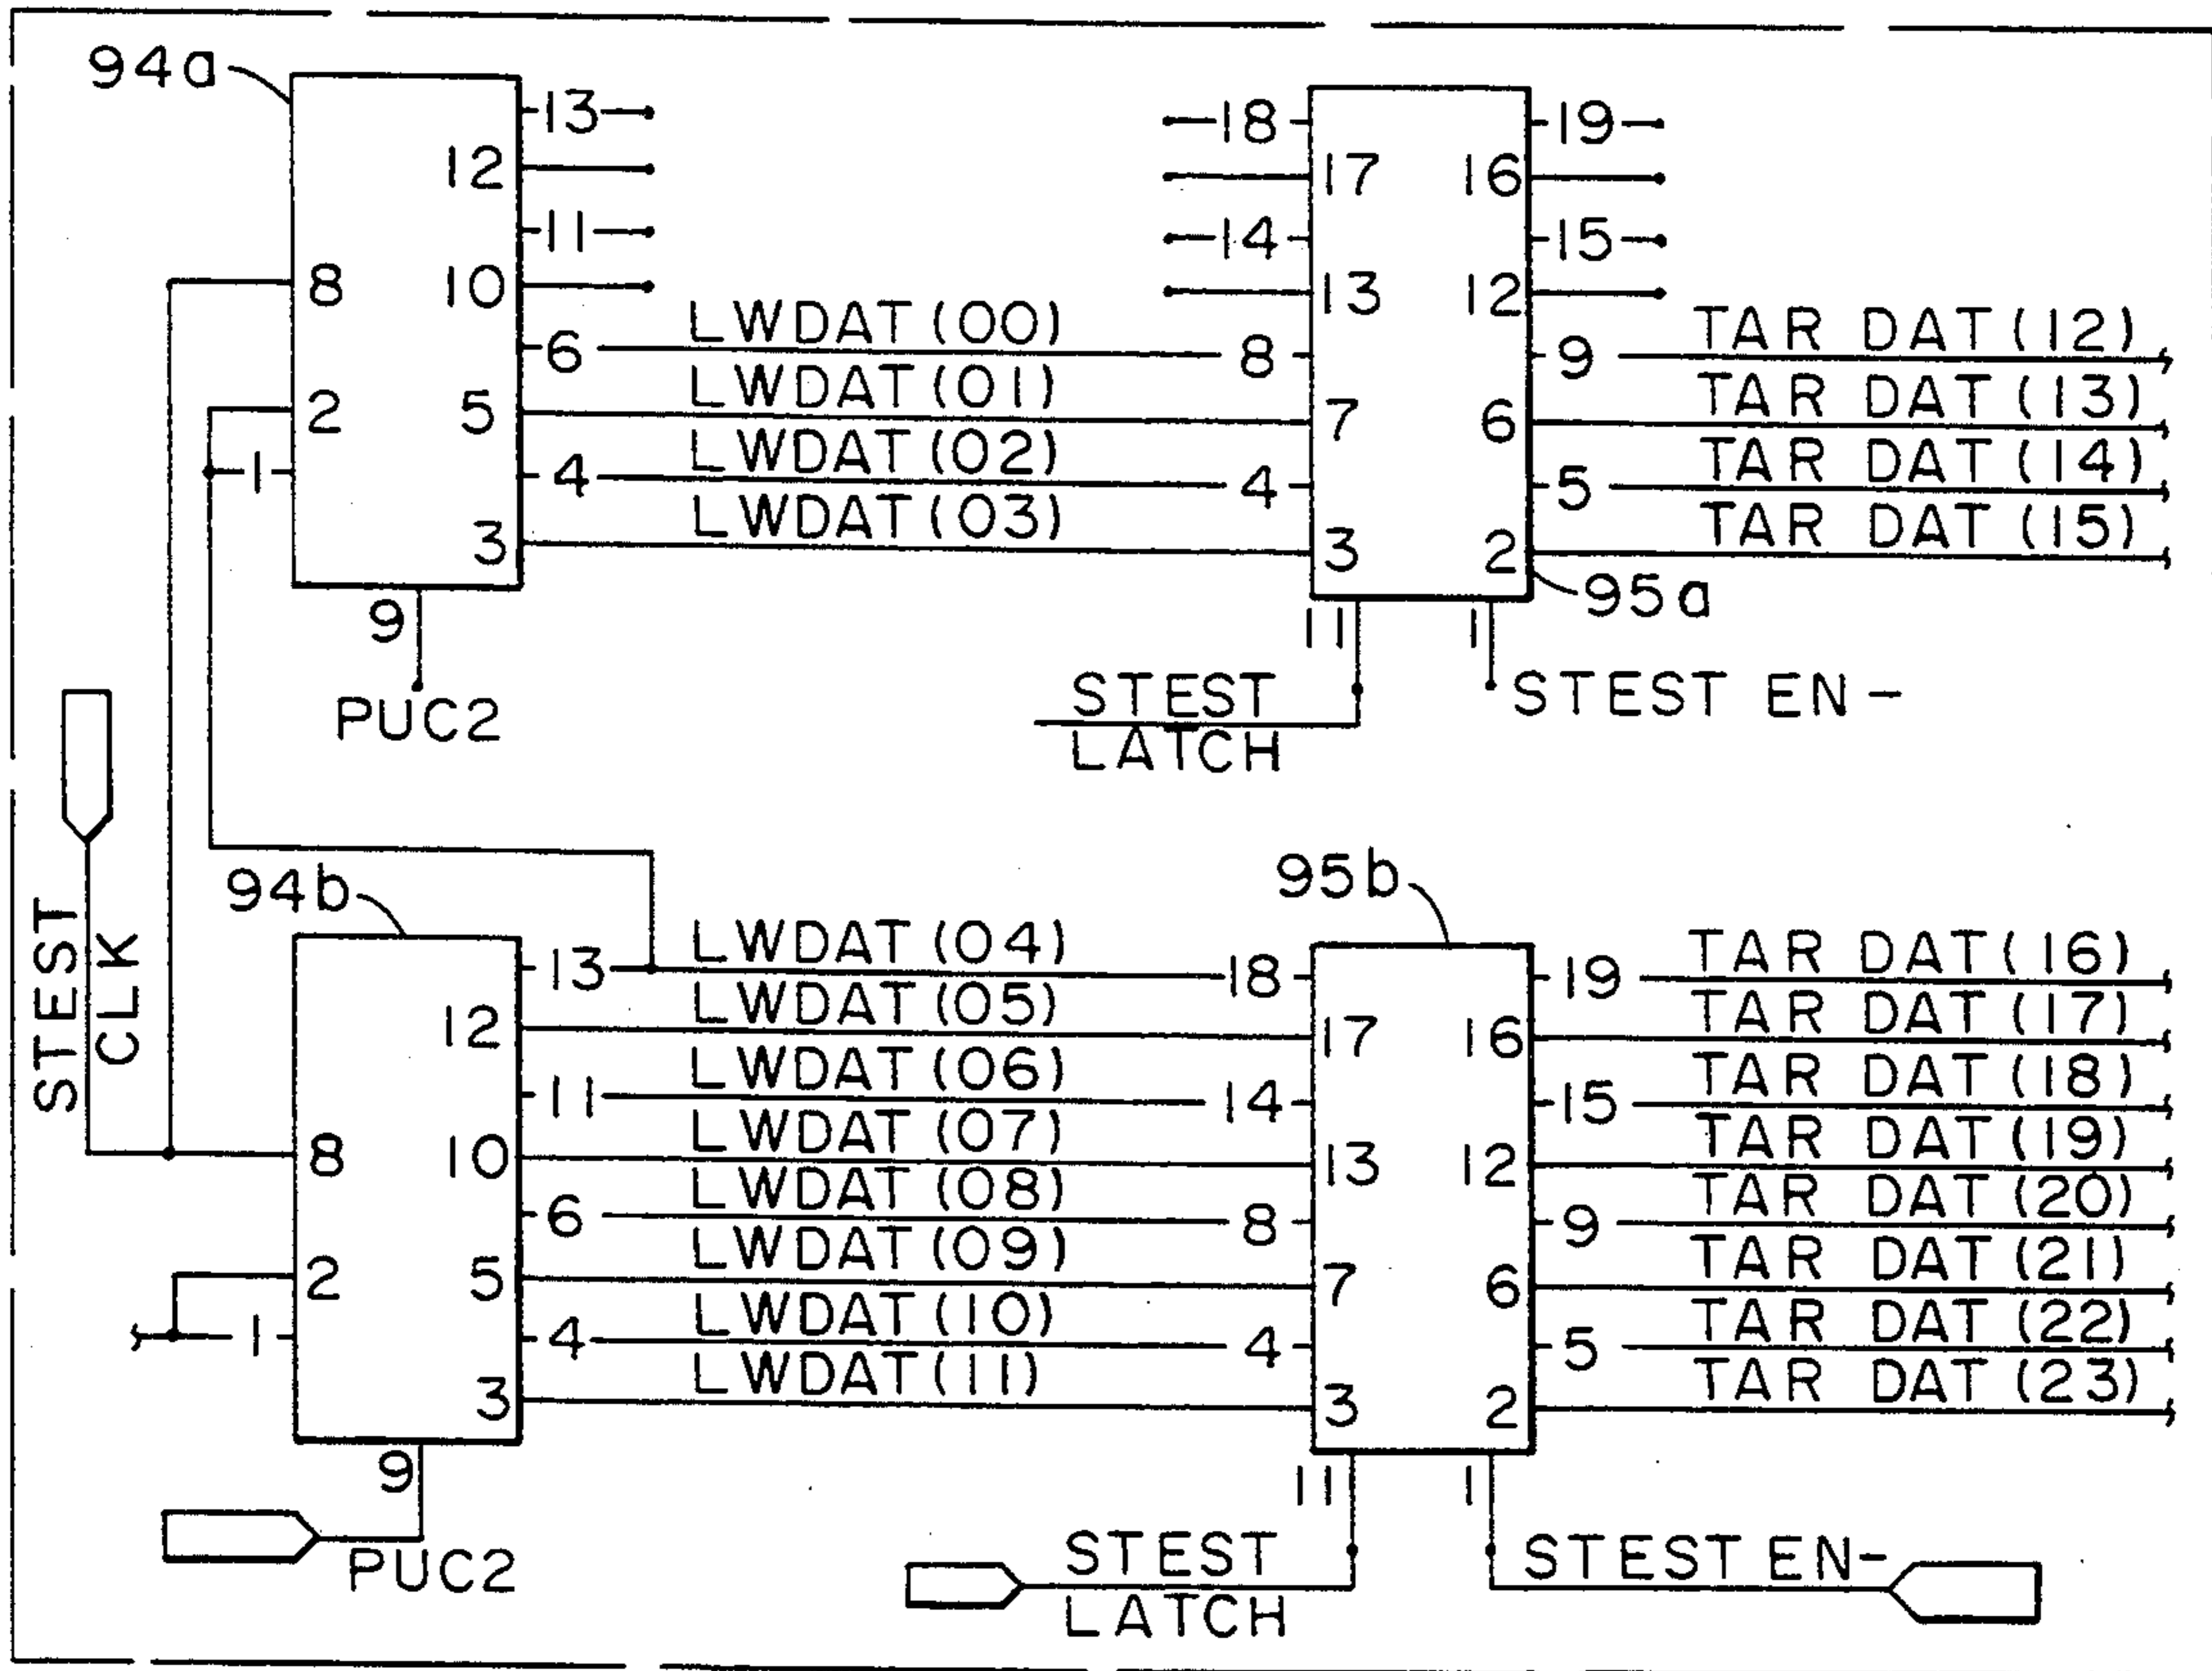 94a
13
18
19
12
17
16
11
14
15
8
10
13
12
LWDAT(00)
TAR DAT(12)
6
8
9
LWDAT(01)
TAR DAT(13)
2
5
7
6
LWDAT(02)
TAR DAT(14)
1
4
4
5
LWDAT(03)
TAR DAT(15)
3
3
2
95a
9
11
1
PUC2
STEST
LATCH
STEST EN-
STEST
CLK
94b
95b
LWDAT(04)
TAR DAT(16)
13
18
19
LWDAT(05)
TAR DAT(17)
12
17
16
LWDAT(06)
TAR DAT(18)
11
14
15
LWDAT(07)
TAR DAT(19)
8
10
13
12
LWDAT(08)
TAR DAT(20)
6
8
9
LWDAT(09)
TAR DAT(21)
2
5
7
6
LWDAT(10)
TAR DAT(22)
1
4
4
5
LWDAT(11)
TAR DAT(23)
3
3
2
9
11
1
PUC2
STEST
LATCH
STEST EN-